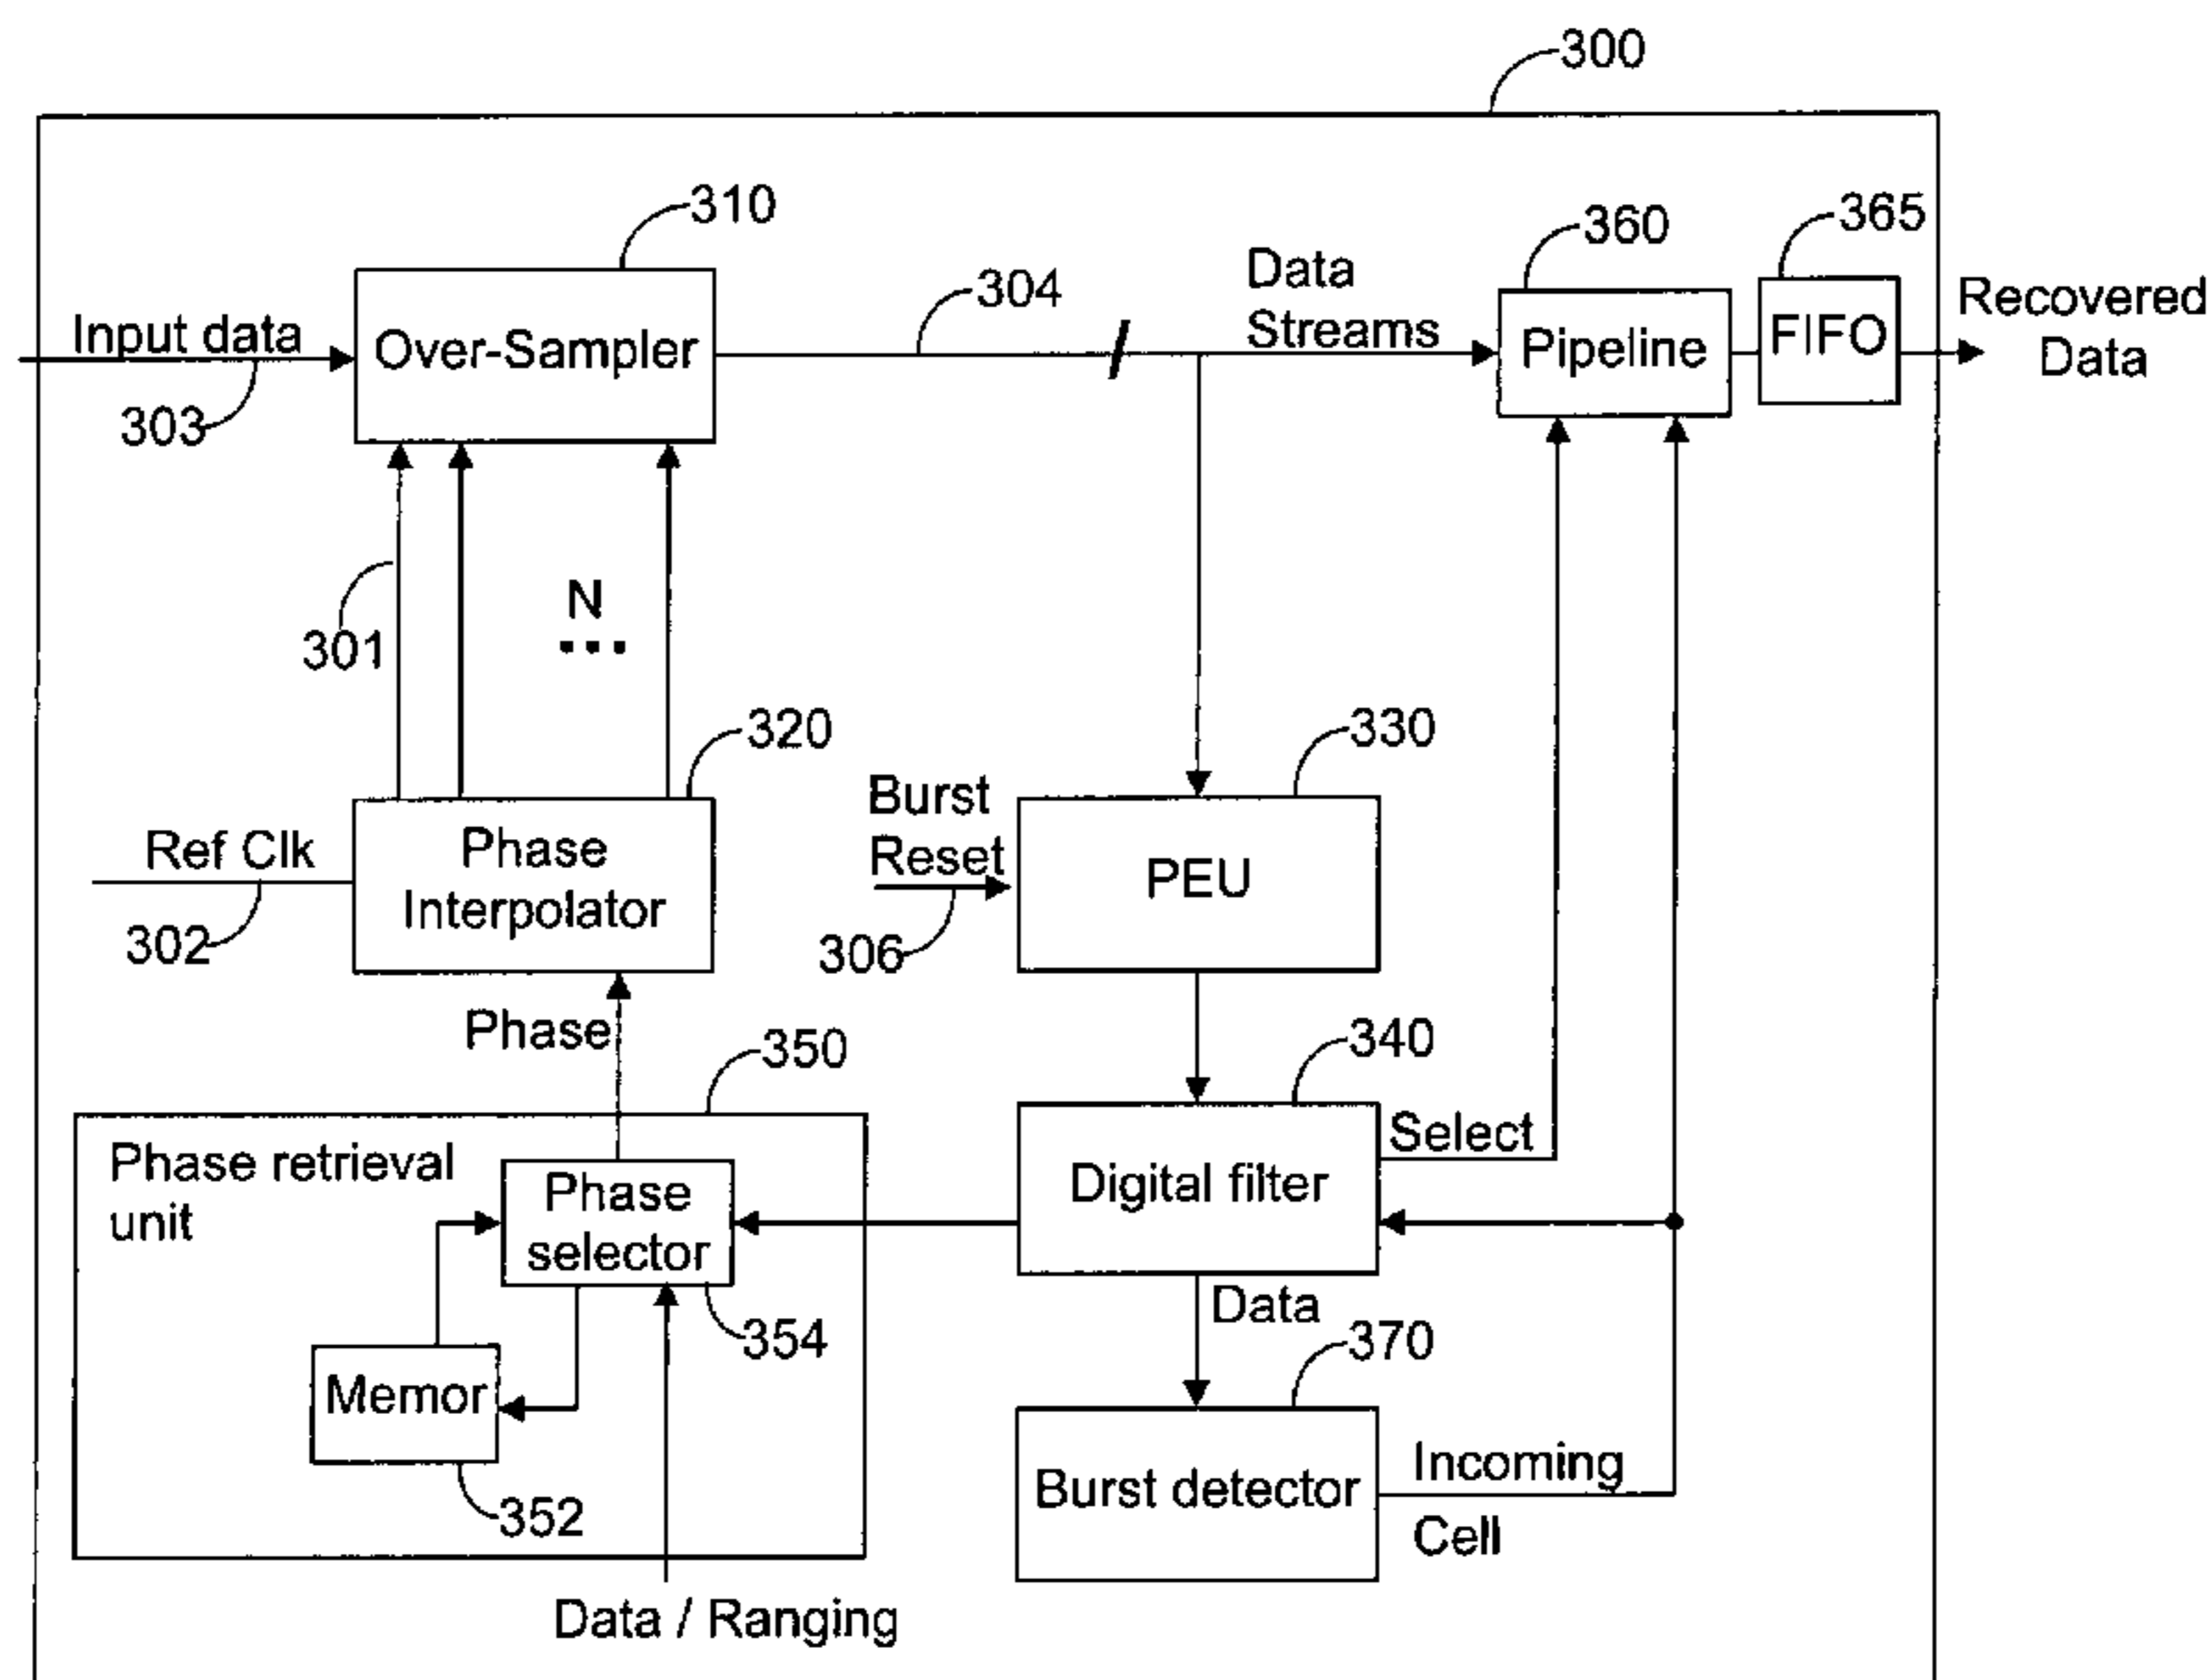 300
310
360
365
Input data
Over-Sampler
304
Data
Streams
Pipeline
FIFO
Recovered
Data
303
301
N
...
320
330
Ref Clk
Phase
Interpolator
Burst
Reset
PEU
302
306
Phase
350
340
Phase retrieval
unit
Phase
selector
Digital filter
Select
354
Data
370
Memor
352
Burst detector
Incoming
Cell
Data / Ranging